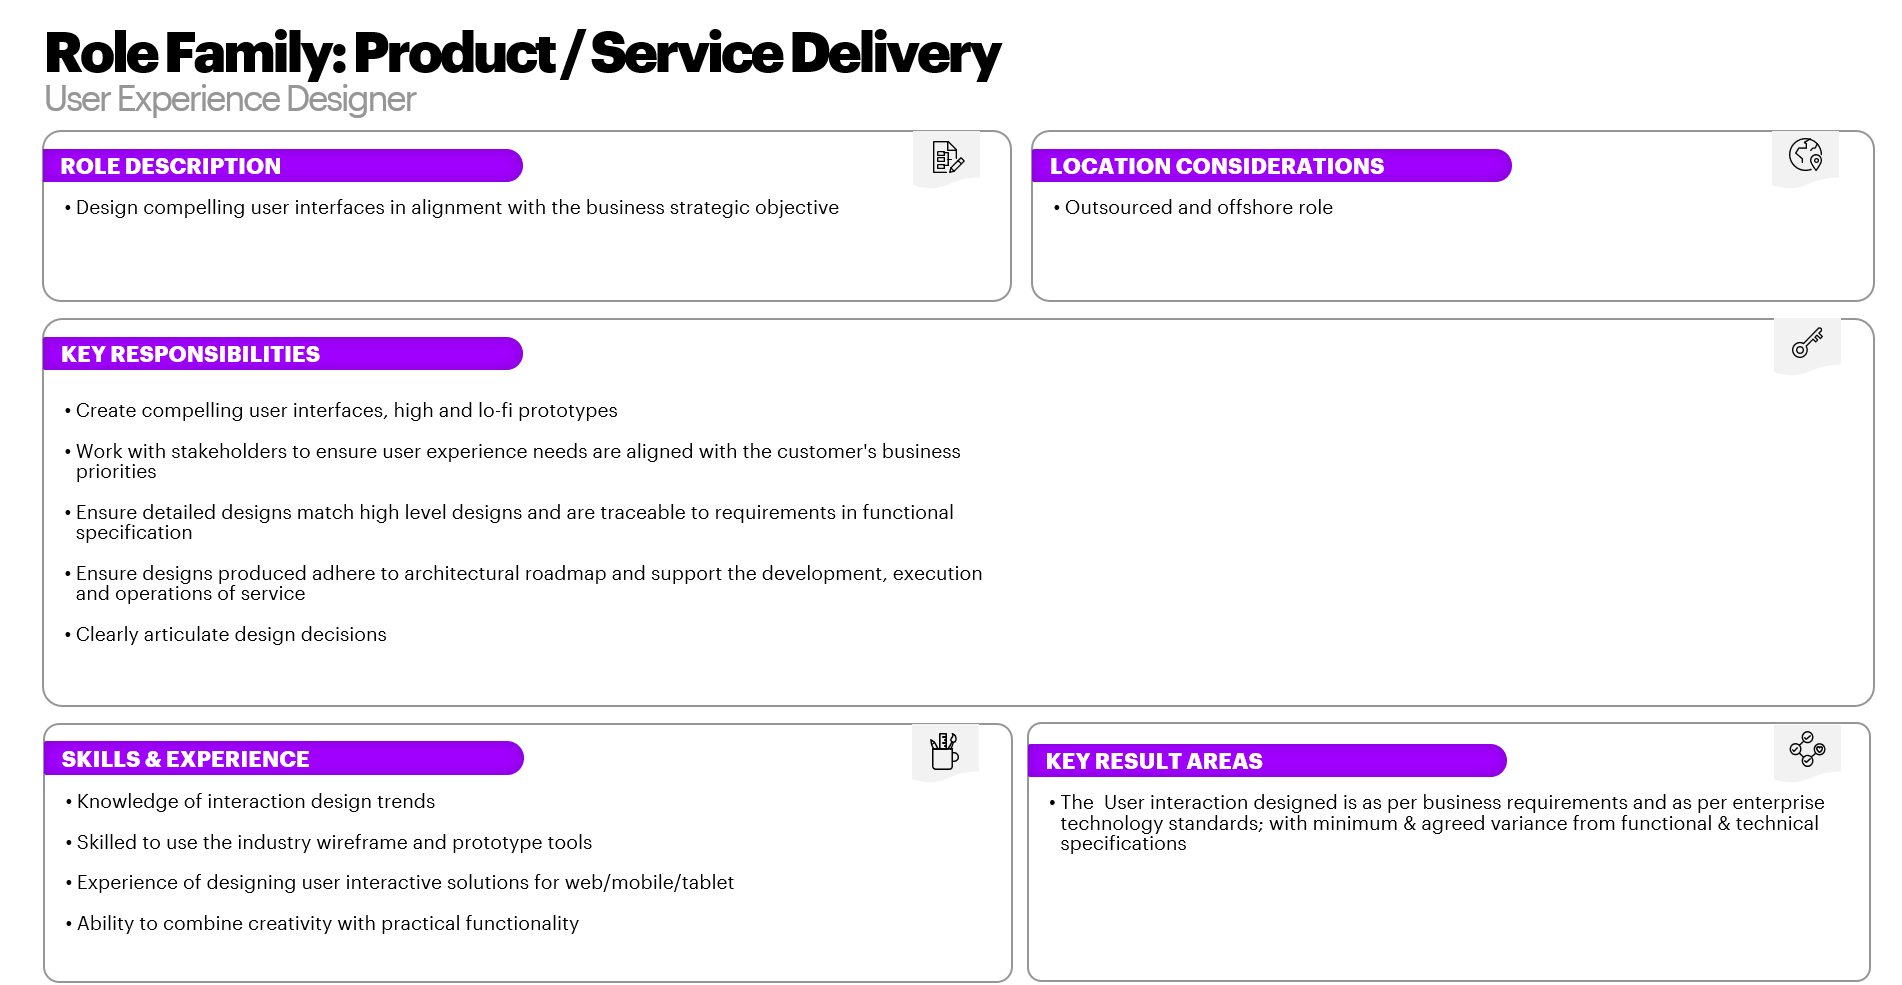 Role Family: Product / Service Delivery
User Experience Designer
ROLE DESCRIPTION
• Design compelling user interfaces in alignment with the business strategic objective
LOCATION CONSIDERATIONS
• Outsourced and offshore role
KEY RESPONSIBILITIES
• Create compelling user interfaces, high and lo-fi prototypes
• Work with stakeholders to ensure user experience needs are aligned with the customer's business
priorities
• Ensure detailed designs match high level designs and are traceable to requirements in functional
specification
• Ensure designs produced adhere to architectural roadmap and support the development, execution
and operations of service
• Clearly articulate design decisions
SKILLS & EXPERIENCE
• Knowledge of interaction design trends
• Skilled to use the industry wireframe and prototype tools
• Experience of designing user interactive solutions for web/mobile/tablet
• Ability to combine creativity with practical functionality
KEY RESULT AREAS
• The  User interaction designed is as per business requirements and as per enterprise
technology standards; with minimum & agreed variance from functional & technical
specifications